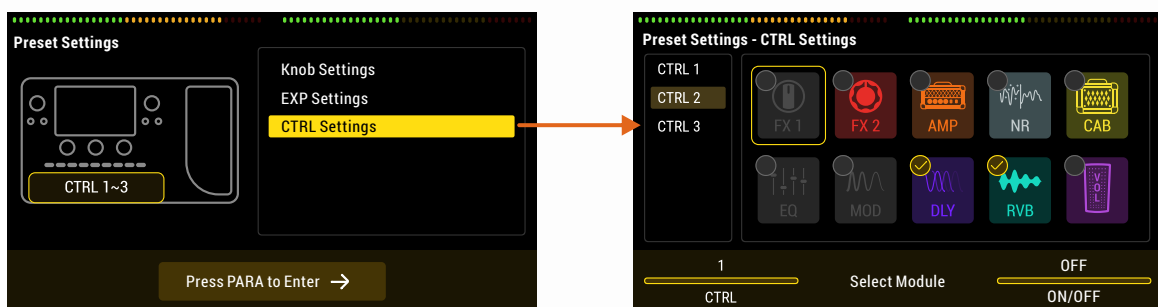 Preset Settings
Knob Settings
EXP Settings
CTRL Settings
CTRL 1~3
Press PARA to Enter →
Preset Settings - CTRL Settings
CTRL 1
CTRL 2
CTRL 3
FX 1
FX 2
AMP
NR
CAB
EQ
MOD
DLY
RVB
VOL
1
CTRL
Select Module
OFF
ON/OFF